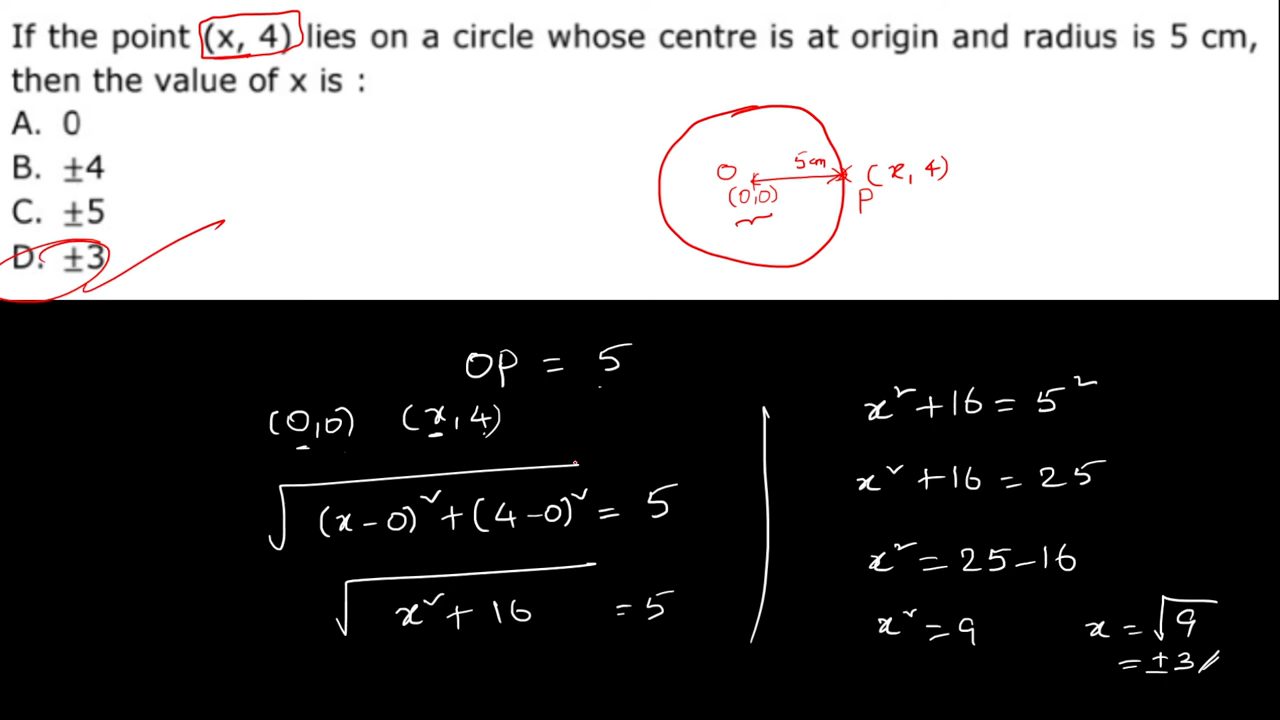 If the point (x, 4) lies on a circle whose centre is at origin and radius is 5 cm,
then the value of x is :
A. 0
B. ±4
C. ±5
D. ±3
5cm
O
(0,0)
(x, 4)
P
OP = 5
(0,0) (x, 4)
√(x-0)²+(4-0)² = 5
√x²+16 = 5
x²+16 = 5²
x²+16 = 25
x² = 25-16
x² = 9
x = √9
= ±3